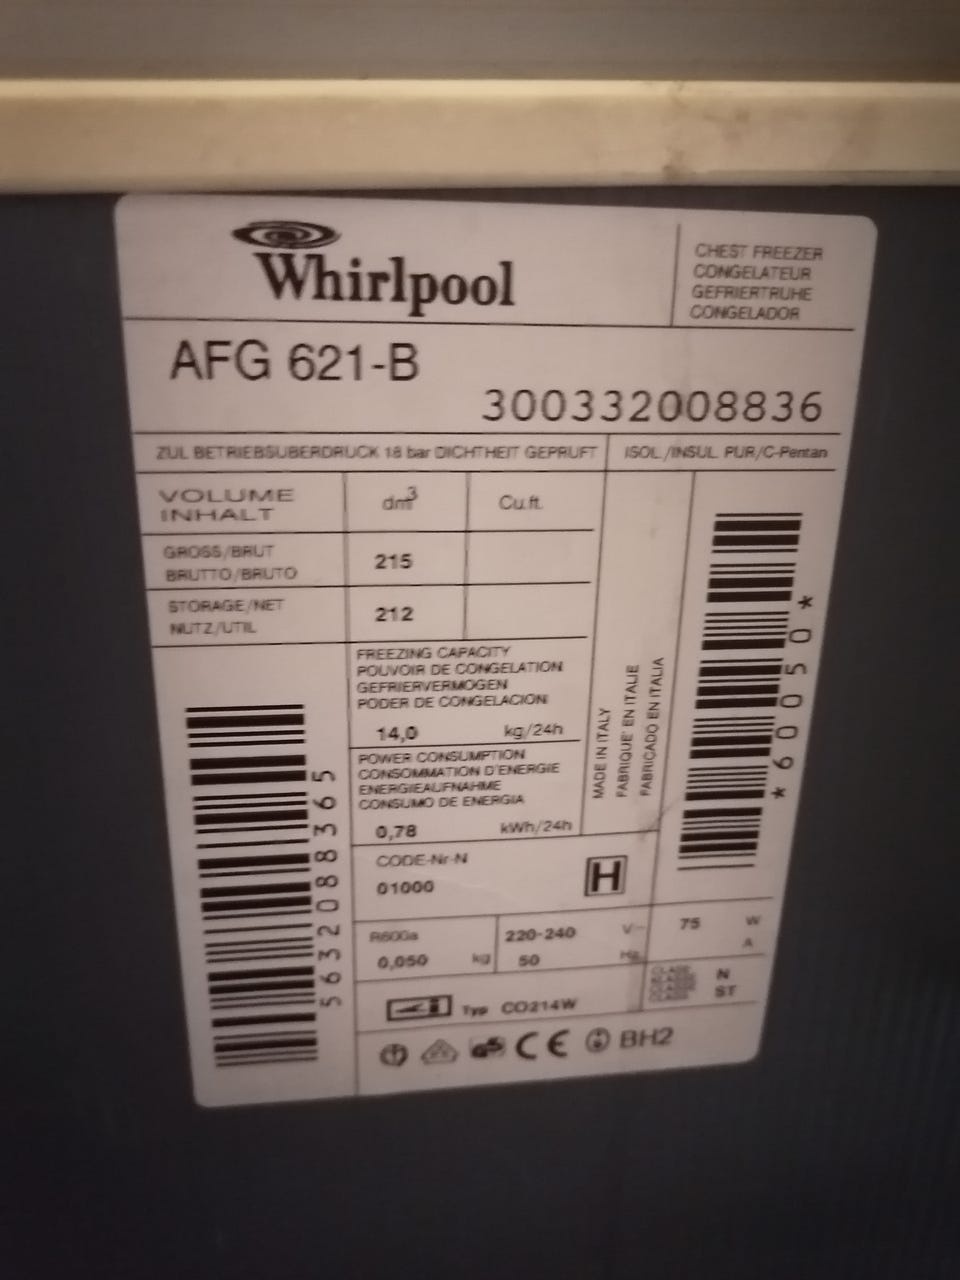 Whirlpool
CHEST FREEZER
CONGELATEUR
GEFRIERTRUHE
CONGELADOR
AFG 621-B
300332008836
ZUL BETRIEBSUBERDRUCK 18 bar DICHTHEIT GEPRUFT
ISOL./INSUL PUR/C-Pentan
VOLUME
INHALT
dm³
Cu.ft.
GROSS/BRUT
BRUTTO/BRUTO
215
STORAGE/NET
NUTZ/UTIL
212
FREEZING CAPACITY
POUVOIR DE CONGELATION
GEFRIERVERMOGEN
PODER DE CONGELACION
14,0 kg/24h
POWER CONSUMPTION
CONSOMMATION D'ENERGIE
ENERGIEAUFNAHME
CONSUMO DE ENERGIA
0,78 kWh/24h
MADE IN ITALY
FABRIQUE' EN ITALIE
FABRICADO EN ITALIA
*60050*
5632088365
CODE-Nr-N
01000
H
R600a
0,050 kg
220-240 V~
50 Hz
75 W
A
N
ST
Typ CO214W
GS CE BH2